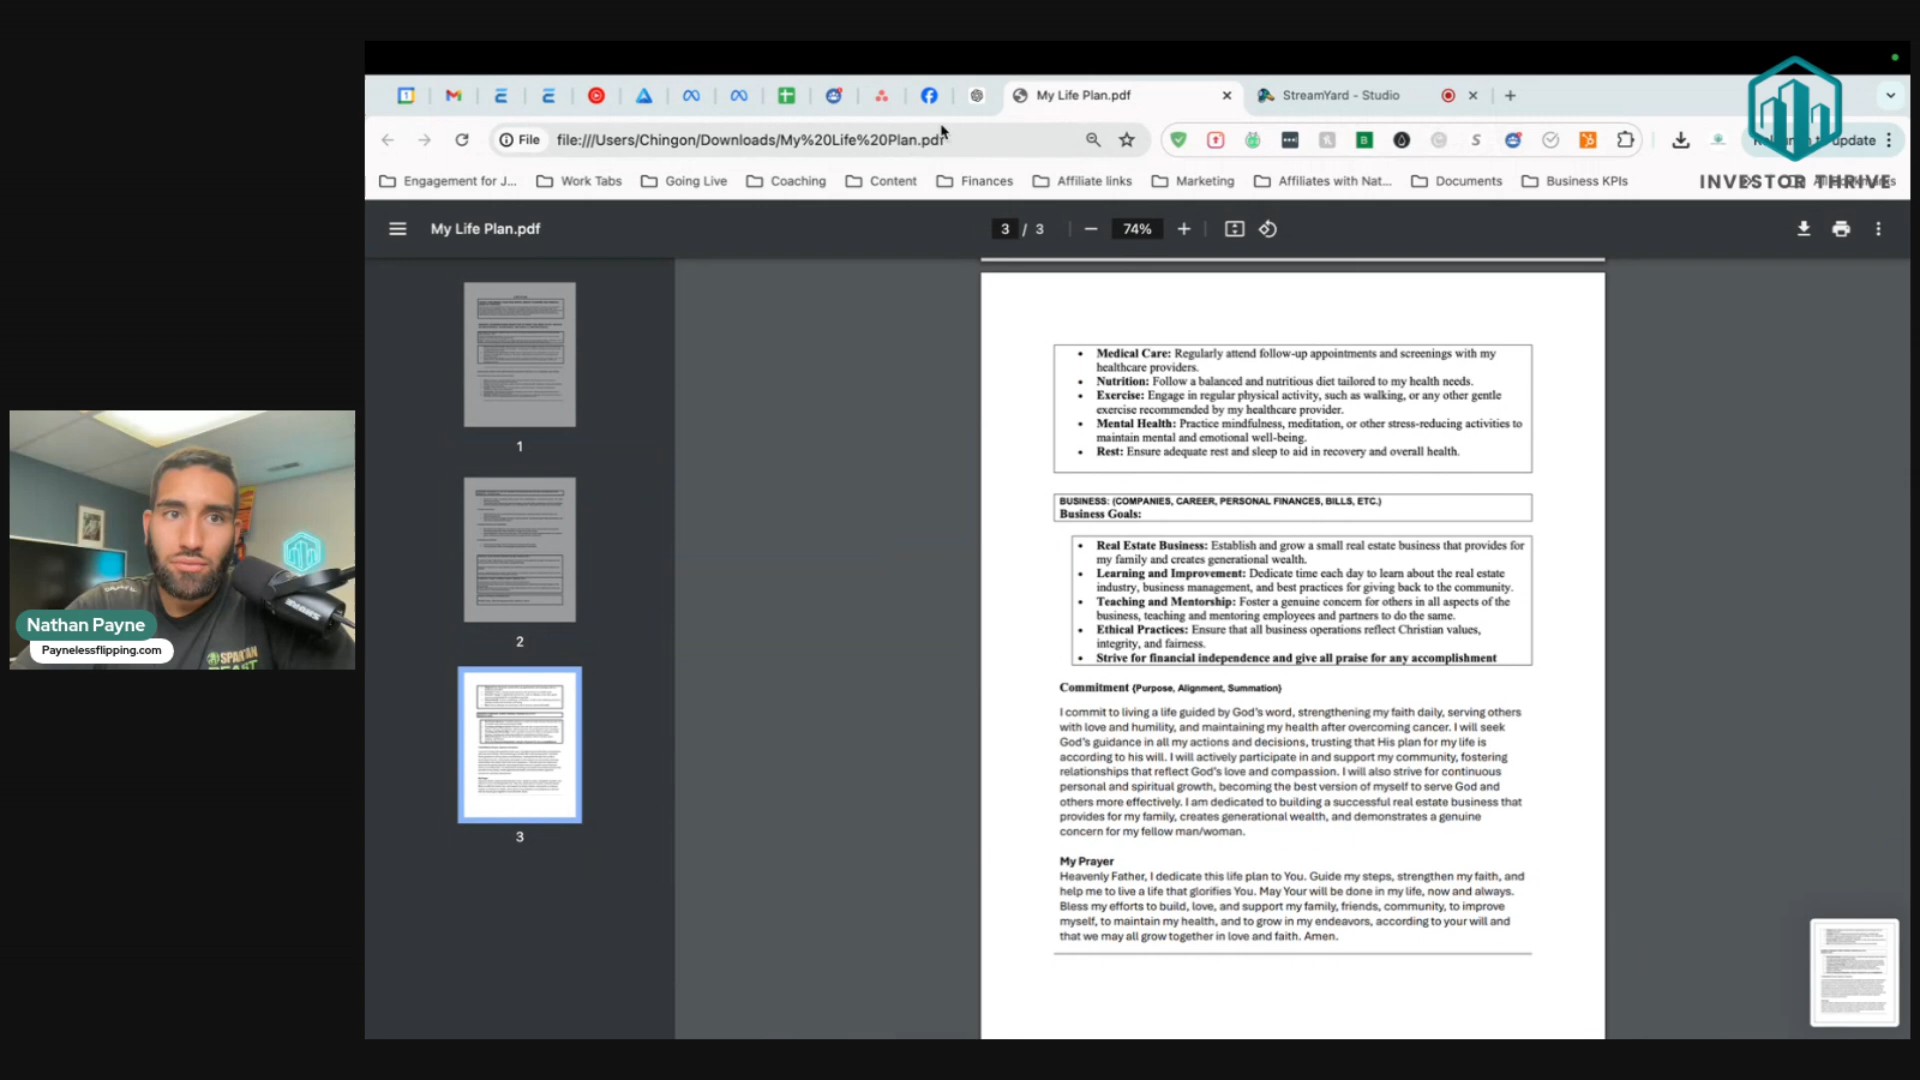 My Life Plan.pdf
StreamYard - Studio
File
file:///Users/Chingon/Downloads/My%20Life%20Plan.pdf
update
Engagement for J...
Work Tabs
Going Live
Coaching
Content
Finances
Affiliate links
Marketing
Affiliates with Nat...
Documents
Business KPIs
INVESTOR THRIVE
My Life Plan.pdf
3 / 3
74%
1
2
3
• Medical Care: Regularly attend follow-up appointments and screenings with my
healthcare providers.
• Nutrition: Follow a balanced and nutritious diet tailored to my health needs.
• Exercise: Engage in regular physical activity, such as walking, or any other gentle
exercise recommended by my healthcare provider.
• Mental Health: Practice mindfulness, meditation, or other stress-reducing activities to
maintain mental and emotional well-being.
• Rest: Ensure adequate rest and sleep to aid in recovery and overall health.
BUSINESS: (COMPANIES, CAREER, PERSONAL FINANCES, BILLS, ETC.)
Business Goals:
• Real Estate Business: Establish and grow a small real estate business that provides for
my family and creates generational wealth.
• Learning and Improvement: Dedicate time each day to learn about the real estate
industry, business management, and best practices for giving back to the community.
• Teaching and Mentorship: Foster a genuine concern for others in all aspects of the
business, teaching and mentoring employees and partners to do the same.
• Ethical Practices: Ensure that all business operations reflect Christian values,
integrity, and fairness.
• Strive for financial independence and give all praise for any accomplishment
Commitment {Purpose, Alignment, Summation}
I commit to living a life guided by God's word, strengthening my faith daily, serving others
with love and humility, and maintaining my health after overcoming cancer. I will seek
God's guidance in all my actions and decisions, trusting that His plan for my life is
according to his will. I will actively participate in and support my community, fostering
relationships that reflect God's love and compassion. I will also strive for continuous
personal and spiritual growth, becoming the best version of myself to serve God and
others more effectively. I am dedicated to building a successful real estate business that
provides for my family, creates generational wealth, and demonstrates a genuine
concern for my fellow man/woman.
My Prayer
Heavenly Father, I dedicate this life plan to You. Guide my steps, strengthen my faith, and
help me to live a life that glorifies You. May Your will be done in my life, now and always.
Bless my efforts to build, love, and support my family, friends, community, to improve
myself, to maintain my health, and to grow in my endeavors, according to your will and
that we may all grow together in love and faith. Amen.
Nathan Payne
Paynelessflipping.com
SPARTAN
BEAST